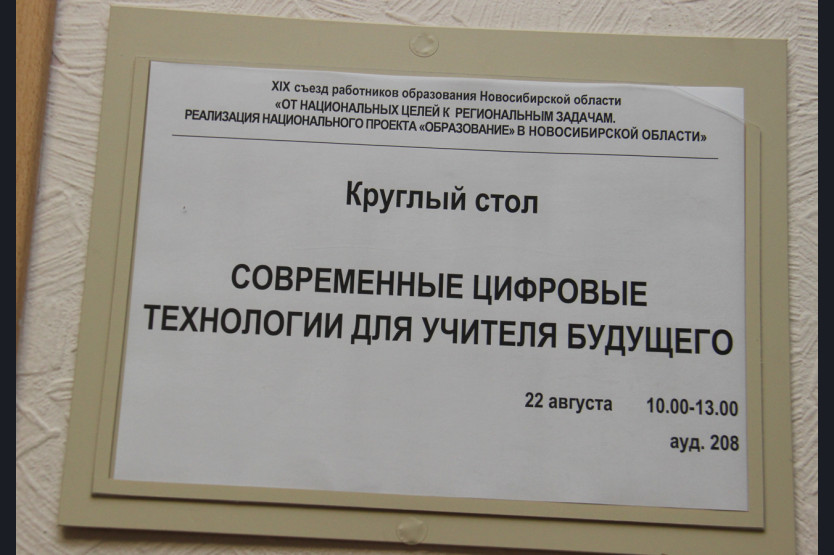 XIX съезд работников образования Новосибирской области
«ОТ НАЦИОНАЛЬНЫХ ЦЕЛЕЙ К РЕГИОНАЛЬНЫМ ЗАДАЧАМ.
РЕАЛИЗАЦИЯ НАЦИОНАЛЬНОГО ПРОЕКТА «ОБРАЗОВАНИЕ» В НОВОСИБИРСКОЙ ОБЛАСТИ»
Круглый стол
СОВРЕМЕННЫЕ ЦИФРОВЫЕ
ТЕХНОЛОГИИ ДЛЯ УЧИТЕЛЯ БУДУЩЕГО
22 августа 10.00-13.00
ауд. 208